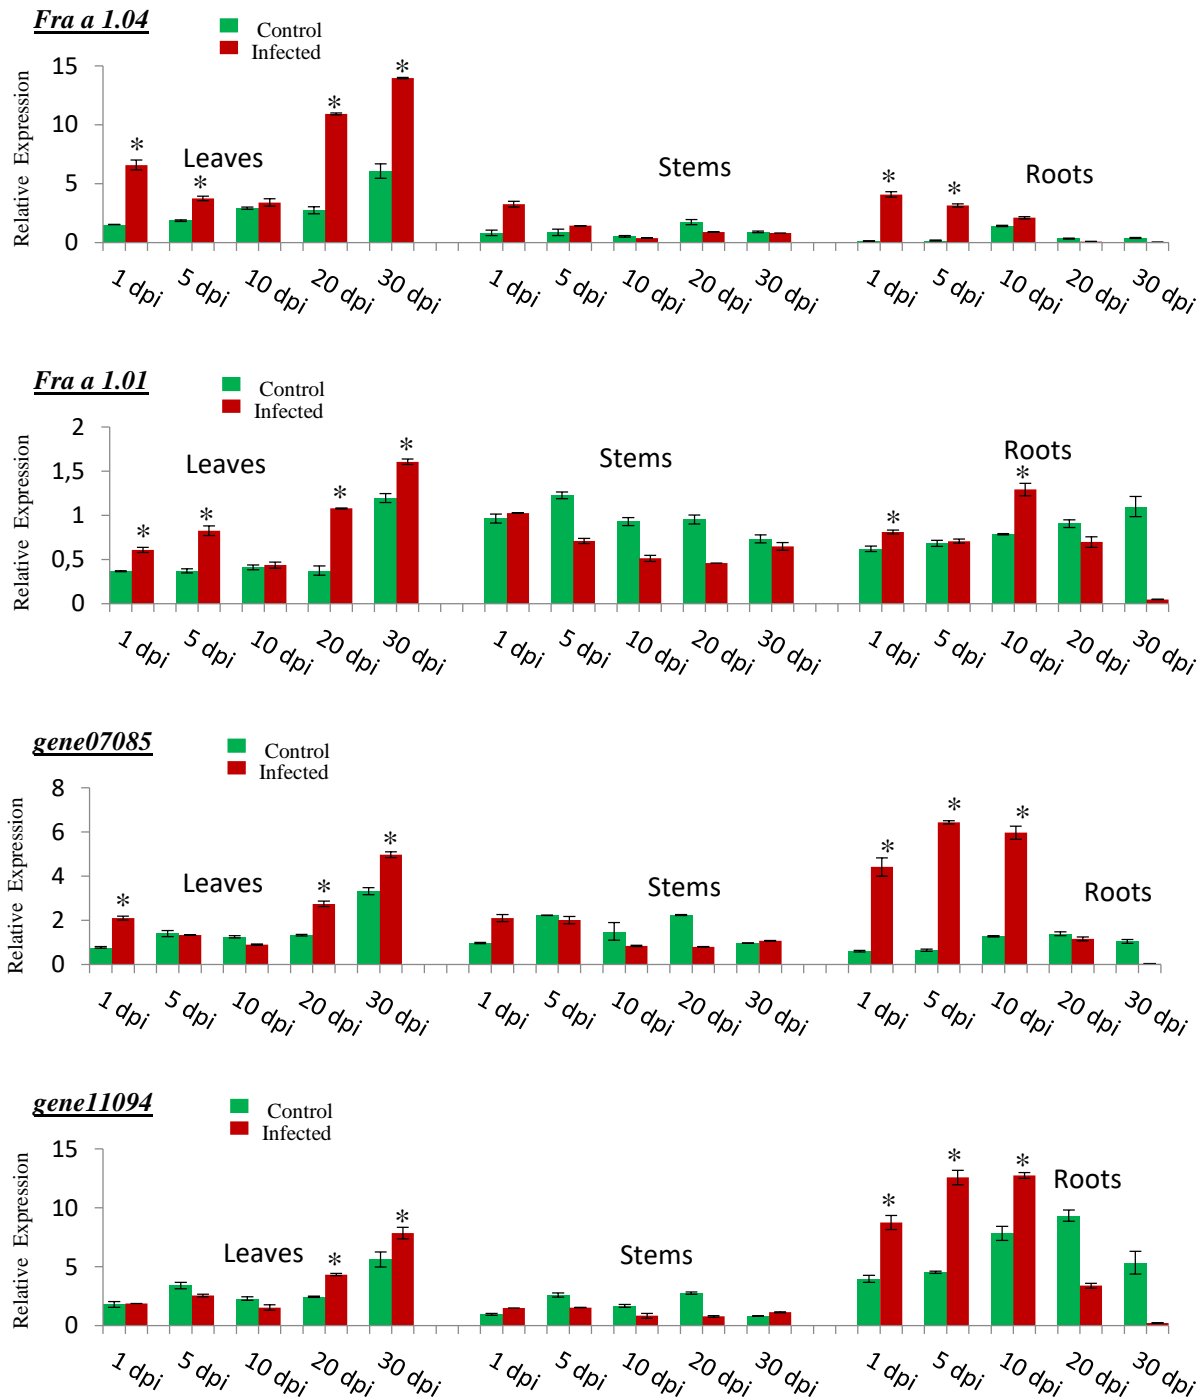 Fra a 1.04
Control
Infected
Relative Expression
15
10
5
0
Leaves
Stems
Roots
*
*
*
*
*
*
1 dpi 5 dpi 10 dpi 20 dpi 30 dpi 1 dpi 5 dpi 10 dpi 20 dpi 30 dpi 1 dpi 5 dpi 10 dpi 20 dpi 30 dpi
Fra a 1.01
Control
Infected
Relative Expression
2
1,5
1
0,5
0
Leaves
Stems
Roots
*
*
*
*
*
*
1 dpi 5 dpi 10 dpi 20 dpi 30 dpi 1 dpi 5 dpi 10 dpi 20 dpi 30 dpi 1 dpi 5 dpi 10 dpi 20 dpi 30 dpi
gene07085
Control
Infected
Relative Expression
8
6
4
2
0
Leaves
Stems
Roots
*
*
*
*
*
*
1 dpi 5 dpi 10 dpi 20 dpi 30 dpi 1 dpi 5 dpi 10 dpi 20 dpi 30 dpi 1 dpi 5 dpi 10 dpi 20 dpi 30 dpi
gene11094
Control
Infected
Relative Expression
15
10
5
0
Leaves
Stems
Roots
*
*
*
*
*
1 dpi 5 dpi 10 dpi 20 dpi 30 dpi 1 dpi 5 dpi 10 dpi 20 dpi 30 dpi 1 dpi 5 dpi 10 dpi 20 dpi 30 dpi